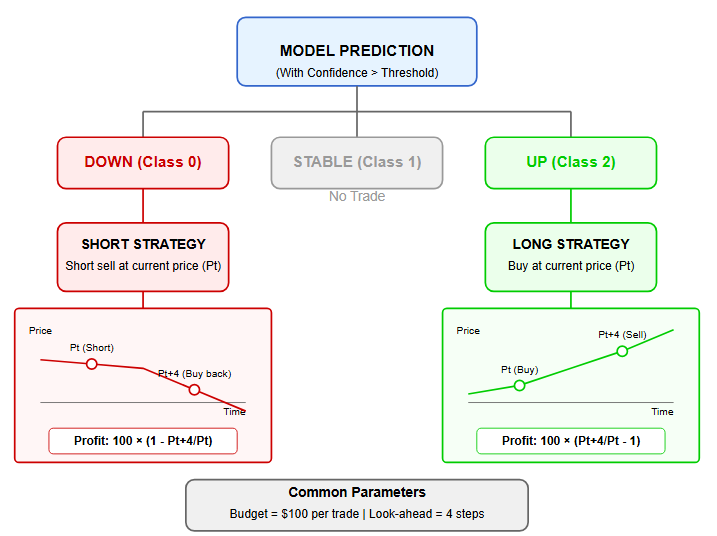 MODEL PREDICTION
(With Confidence > Threshold)
DOWN (Class 0)
STABLE (Class 1)
UP (Class 2)
No Trade
SHORT STRATEGY
Short sell at current price (Pt)
LONG STRATEGY
Buy at current price (Pt)
Price
Pt (Short)
Pt+4 (Buy back)
Time
Profit: 100 × (1 - Pt+4/Pt)
Price
Pt+4 (Sell)
Pt (Buy)
Time
Profit: 100 × (Pt+4/Pt - 1)
Common Parameters
Budget = $100 per trade | Look-ahead = 4 steps